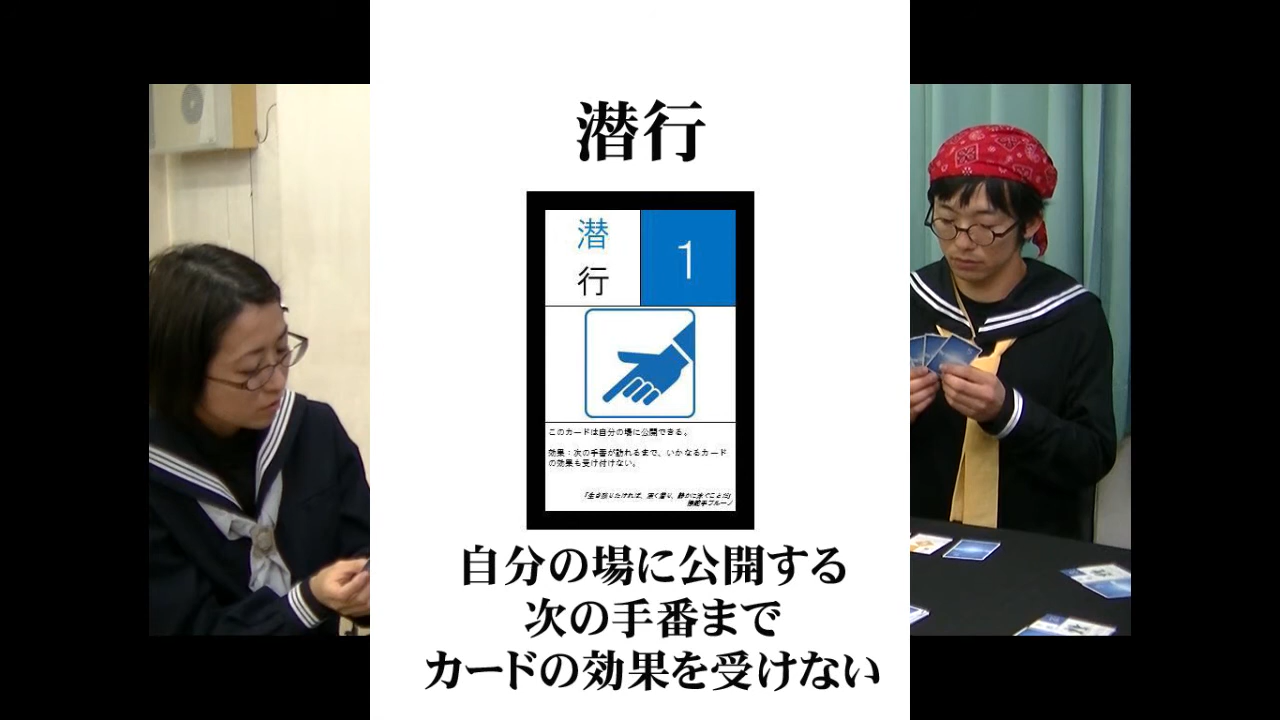 潜行
潜
行
1
このカードは自分の場に公開できる。
効果：次の手番が訪れるまで、いかなるカード
の効果も受け付けない。
自分の場に公開する
次の手番まで
カードの効果を受けない